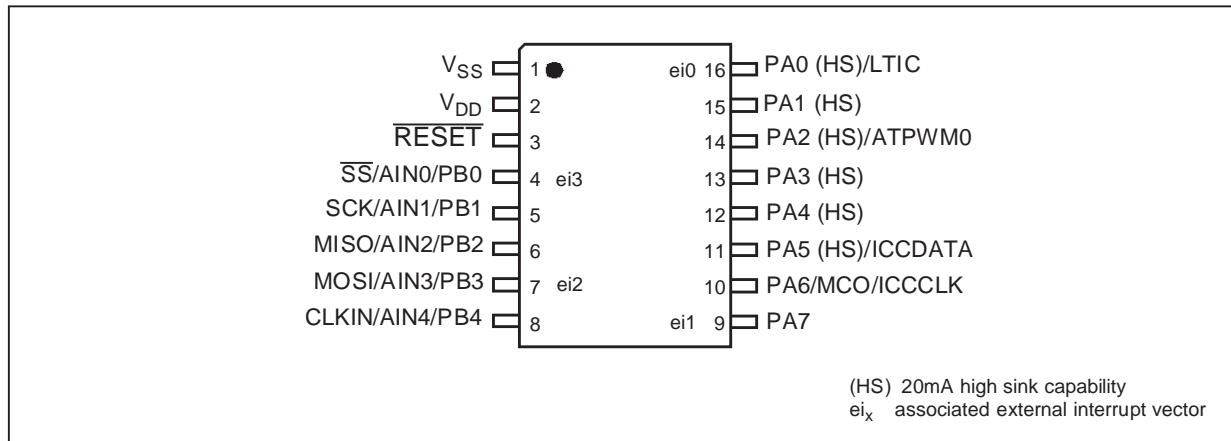 V_SS 1 ei0 16 PA0 (HS)/LTIC
V_DD 2 15 PA1 (HS)
RESET 3 14 PA2 (HS)/ATPWM0
SS/AIN0/PB0 4 ei3 13 PA3 (HS)
SCK/AIN1/PB1 5 12 PA4 (HS)
MISO/AIN2/PB2 6 11 PA5 (HS)/ICCDATA
MOSI/AIN3/PB3 7 ei2 10 PA6/MCO/ICCCLK
CLKIN/AIN4/PB4 8 ei1 9 PA7
(HS) 20mA high sink capability
ei_x associated external interrupt vector